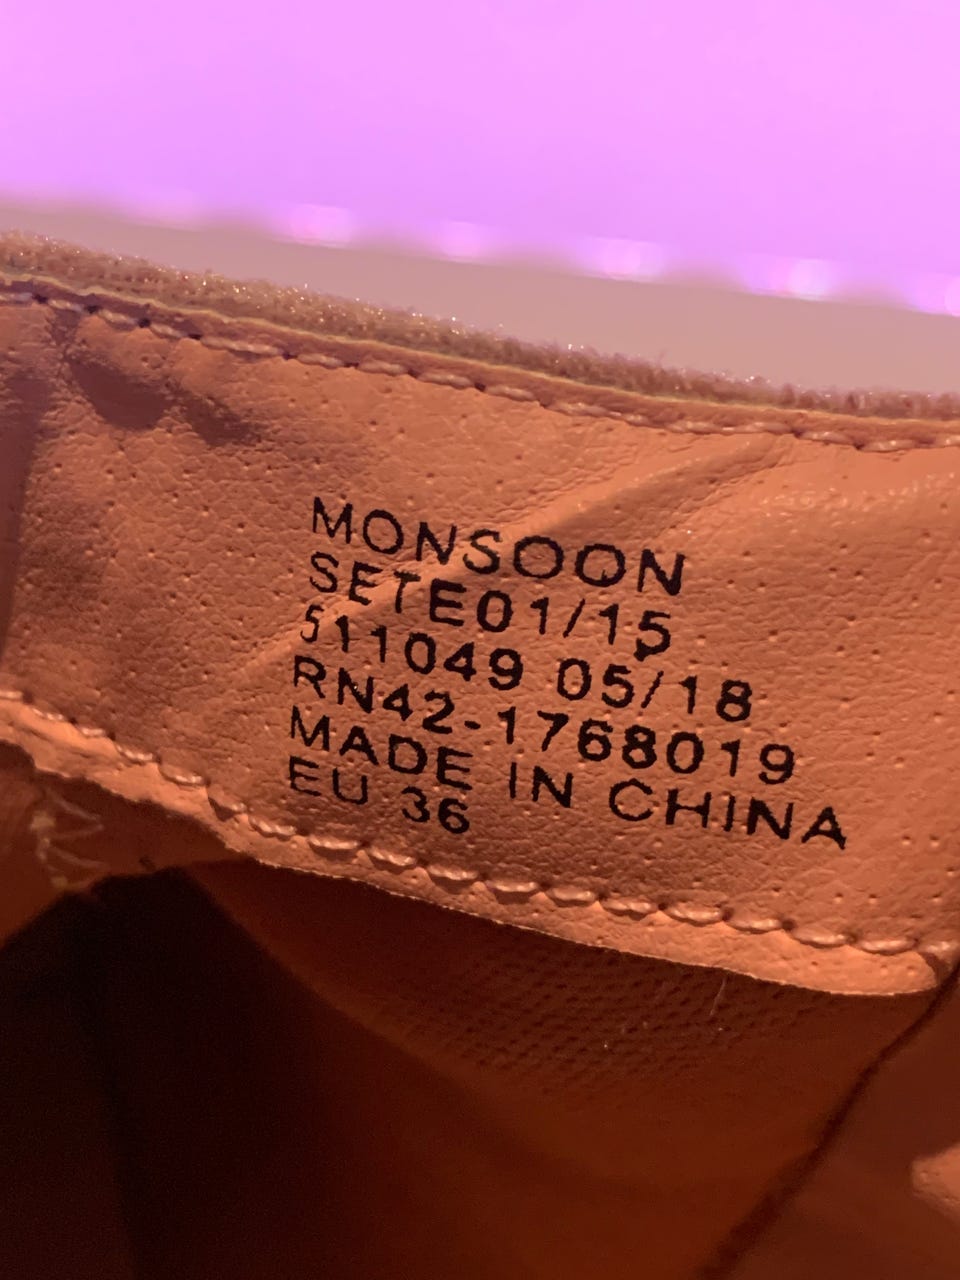 MONSOON
SETE01/15
511049 05/18
RN42-1768019
MADE IN CHINA
EU 36